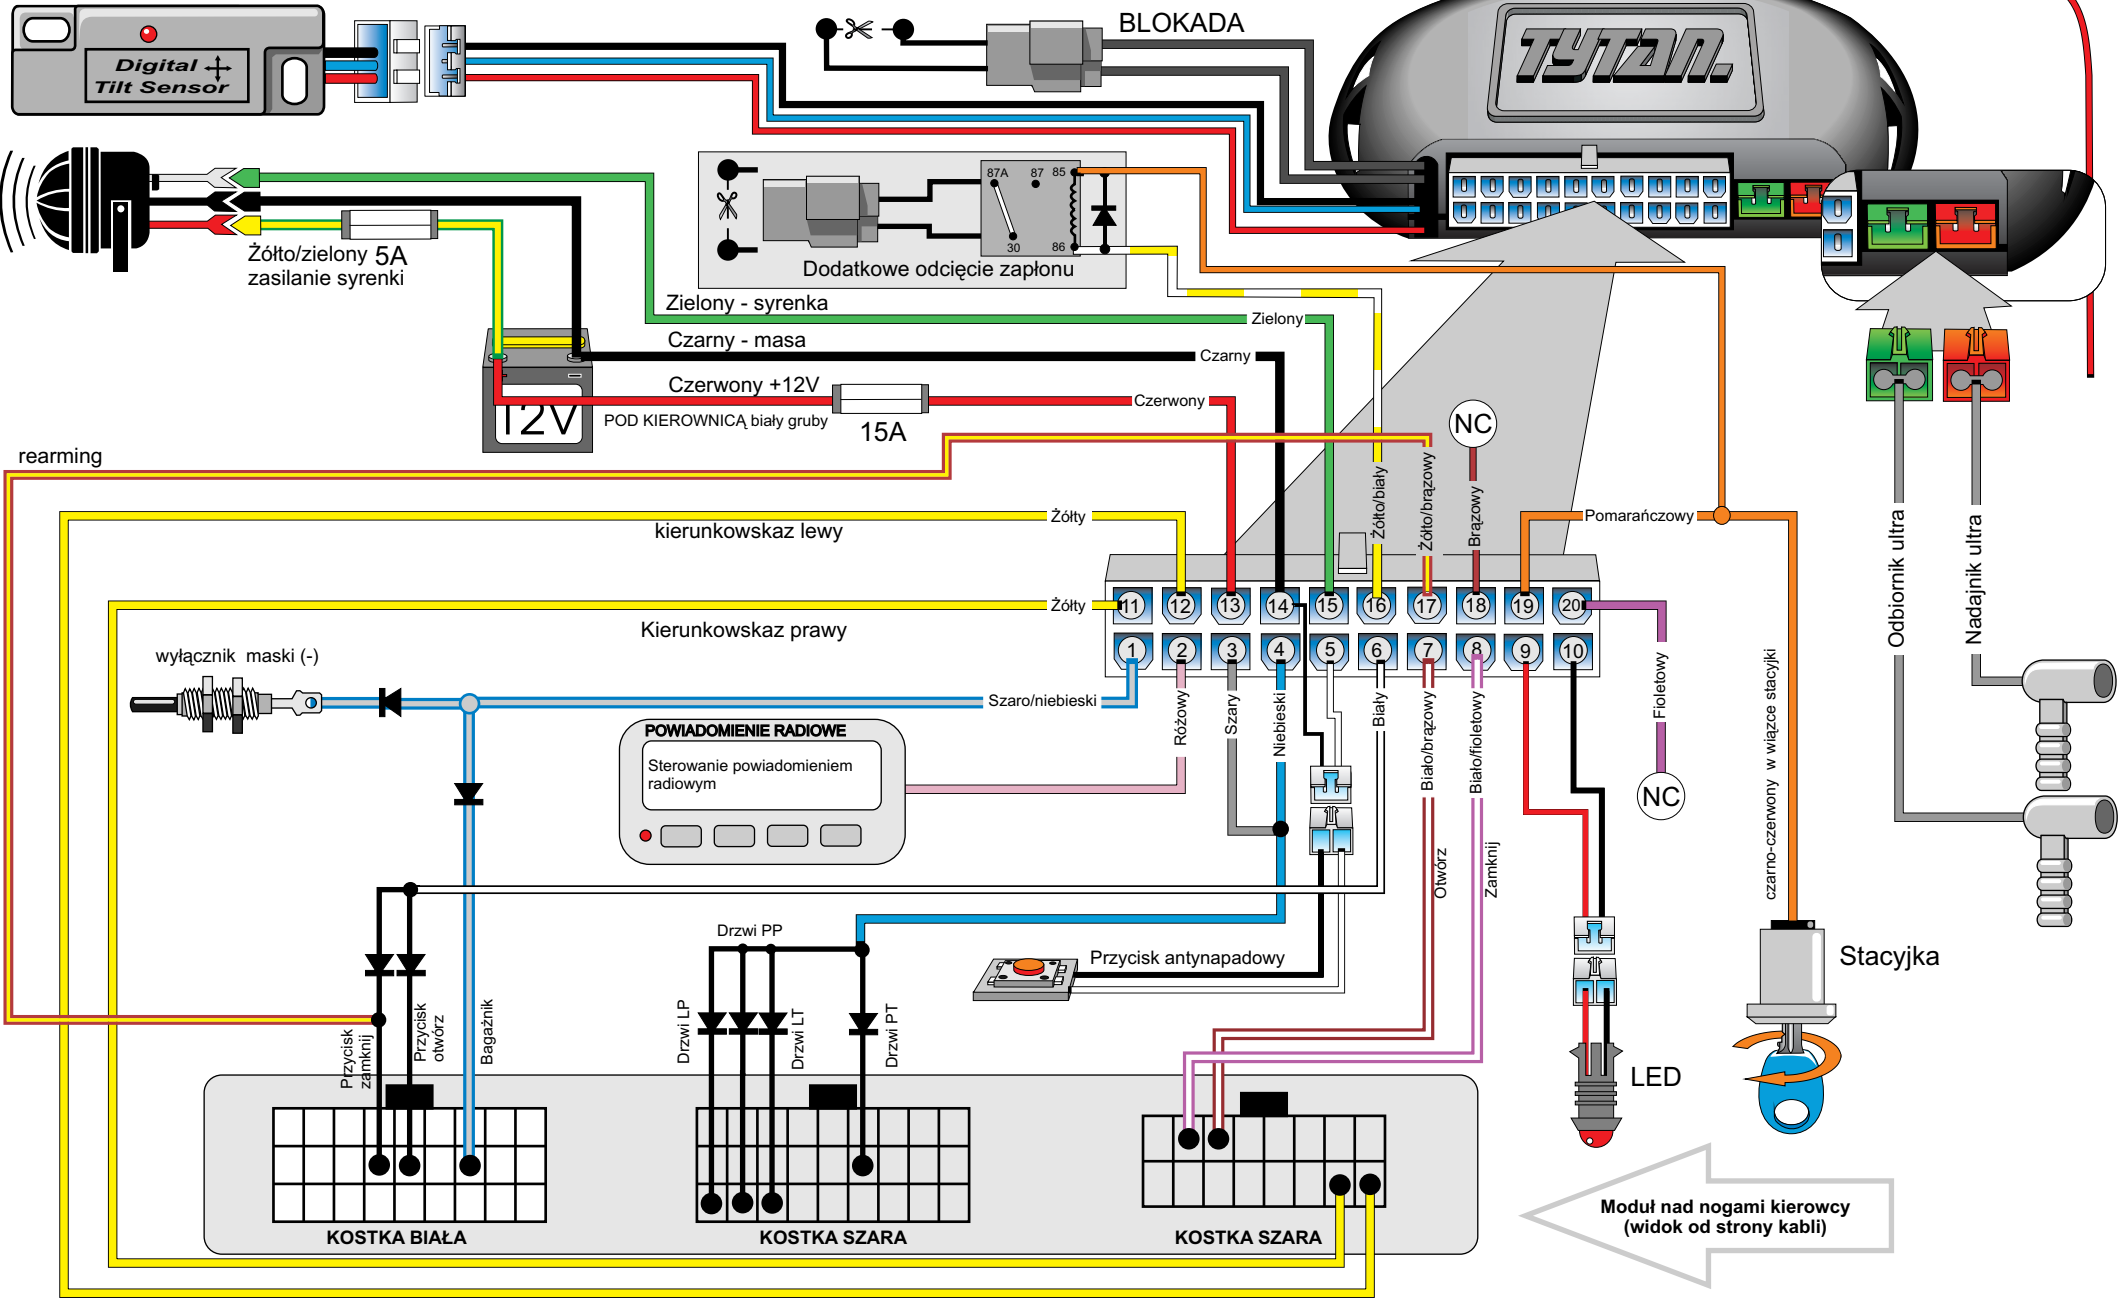 Digital
Tilt Sensor
BLOKADA
TYTAN.
87A 87 85
30 86
Dodatkowe odcięcie zapłonu
Żółto/zielony 5A
zasilanie syrenki
Zielony - syrenka
Zielony
Czarny - masa
Czarny
12V
Czerwony +12V
Czerwony
POD KIEROWNICĄ biały gruby
15A
rearming
NC
Żółto/biały
Żółto/brązowy
Brązowy
Pomarańczowy
Odbiornik ultra
Nadajnik ultra
Żółty
kierunkowskaz lewy
Żółty
Kierunkowskaz prawy
11 12 13 14 15 16 17 18 19 20
1 2 3 4 5 6 7 8 9 10
wyłącznik maski (-)
Szaro/niebieski
Różowy
Szary
Niebieski
Biały
Biało/brązowy
Biało/fioletowy
Fioletowy
NC
czarno-czerwony w wiązce stacyjki
POWIADOMIENIE RADIOWE
Sterowanie powiadomieniem
radiowym
Otwórz
Zamknij
Drzwi PP
Przycisk antynapadowy
Stacyjka
Przycisk
zamknij
Przycisk
otwórz
Bagażnik
Drzwi LP
Drzwi LT
Drzwi PT
LED
KOSTKA BIAŁA
KOSTKA SZARA
KOSTKA SZARA
Moduł nad nogami kierowcy
(widok od strony kabli)